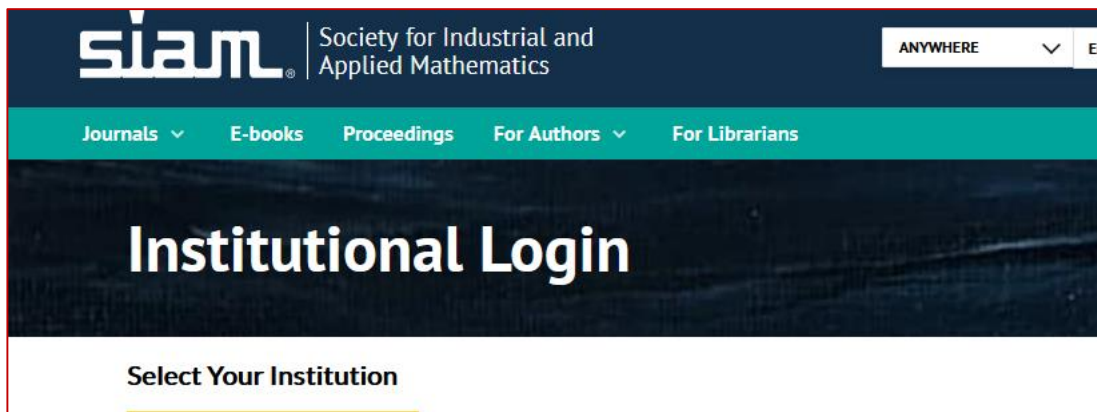 siam® Society for Industrial and
Applied Mathematics
ANYWHERE
Journals E-books Proceedings For Authors For Librarians
Institutional Login
Select Your Institution